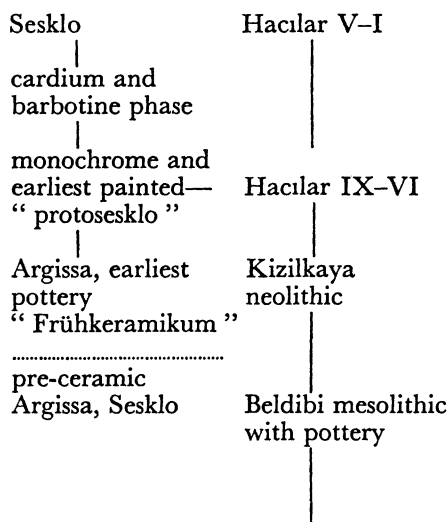 Sesklo
cardium and
barbotine phase
monochrome and
earliest painted—
“ protosesklo ”
Argissa, earliest
pottery
“ Frühkeramikum ”
pre-ceramic
Argissa, Sesklo
Hacılar V–I
Hacılar IX–VI
Kizilkaya
neolithic
Beldibi mesolithic
with pottery